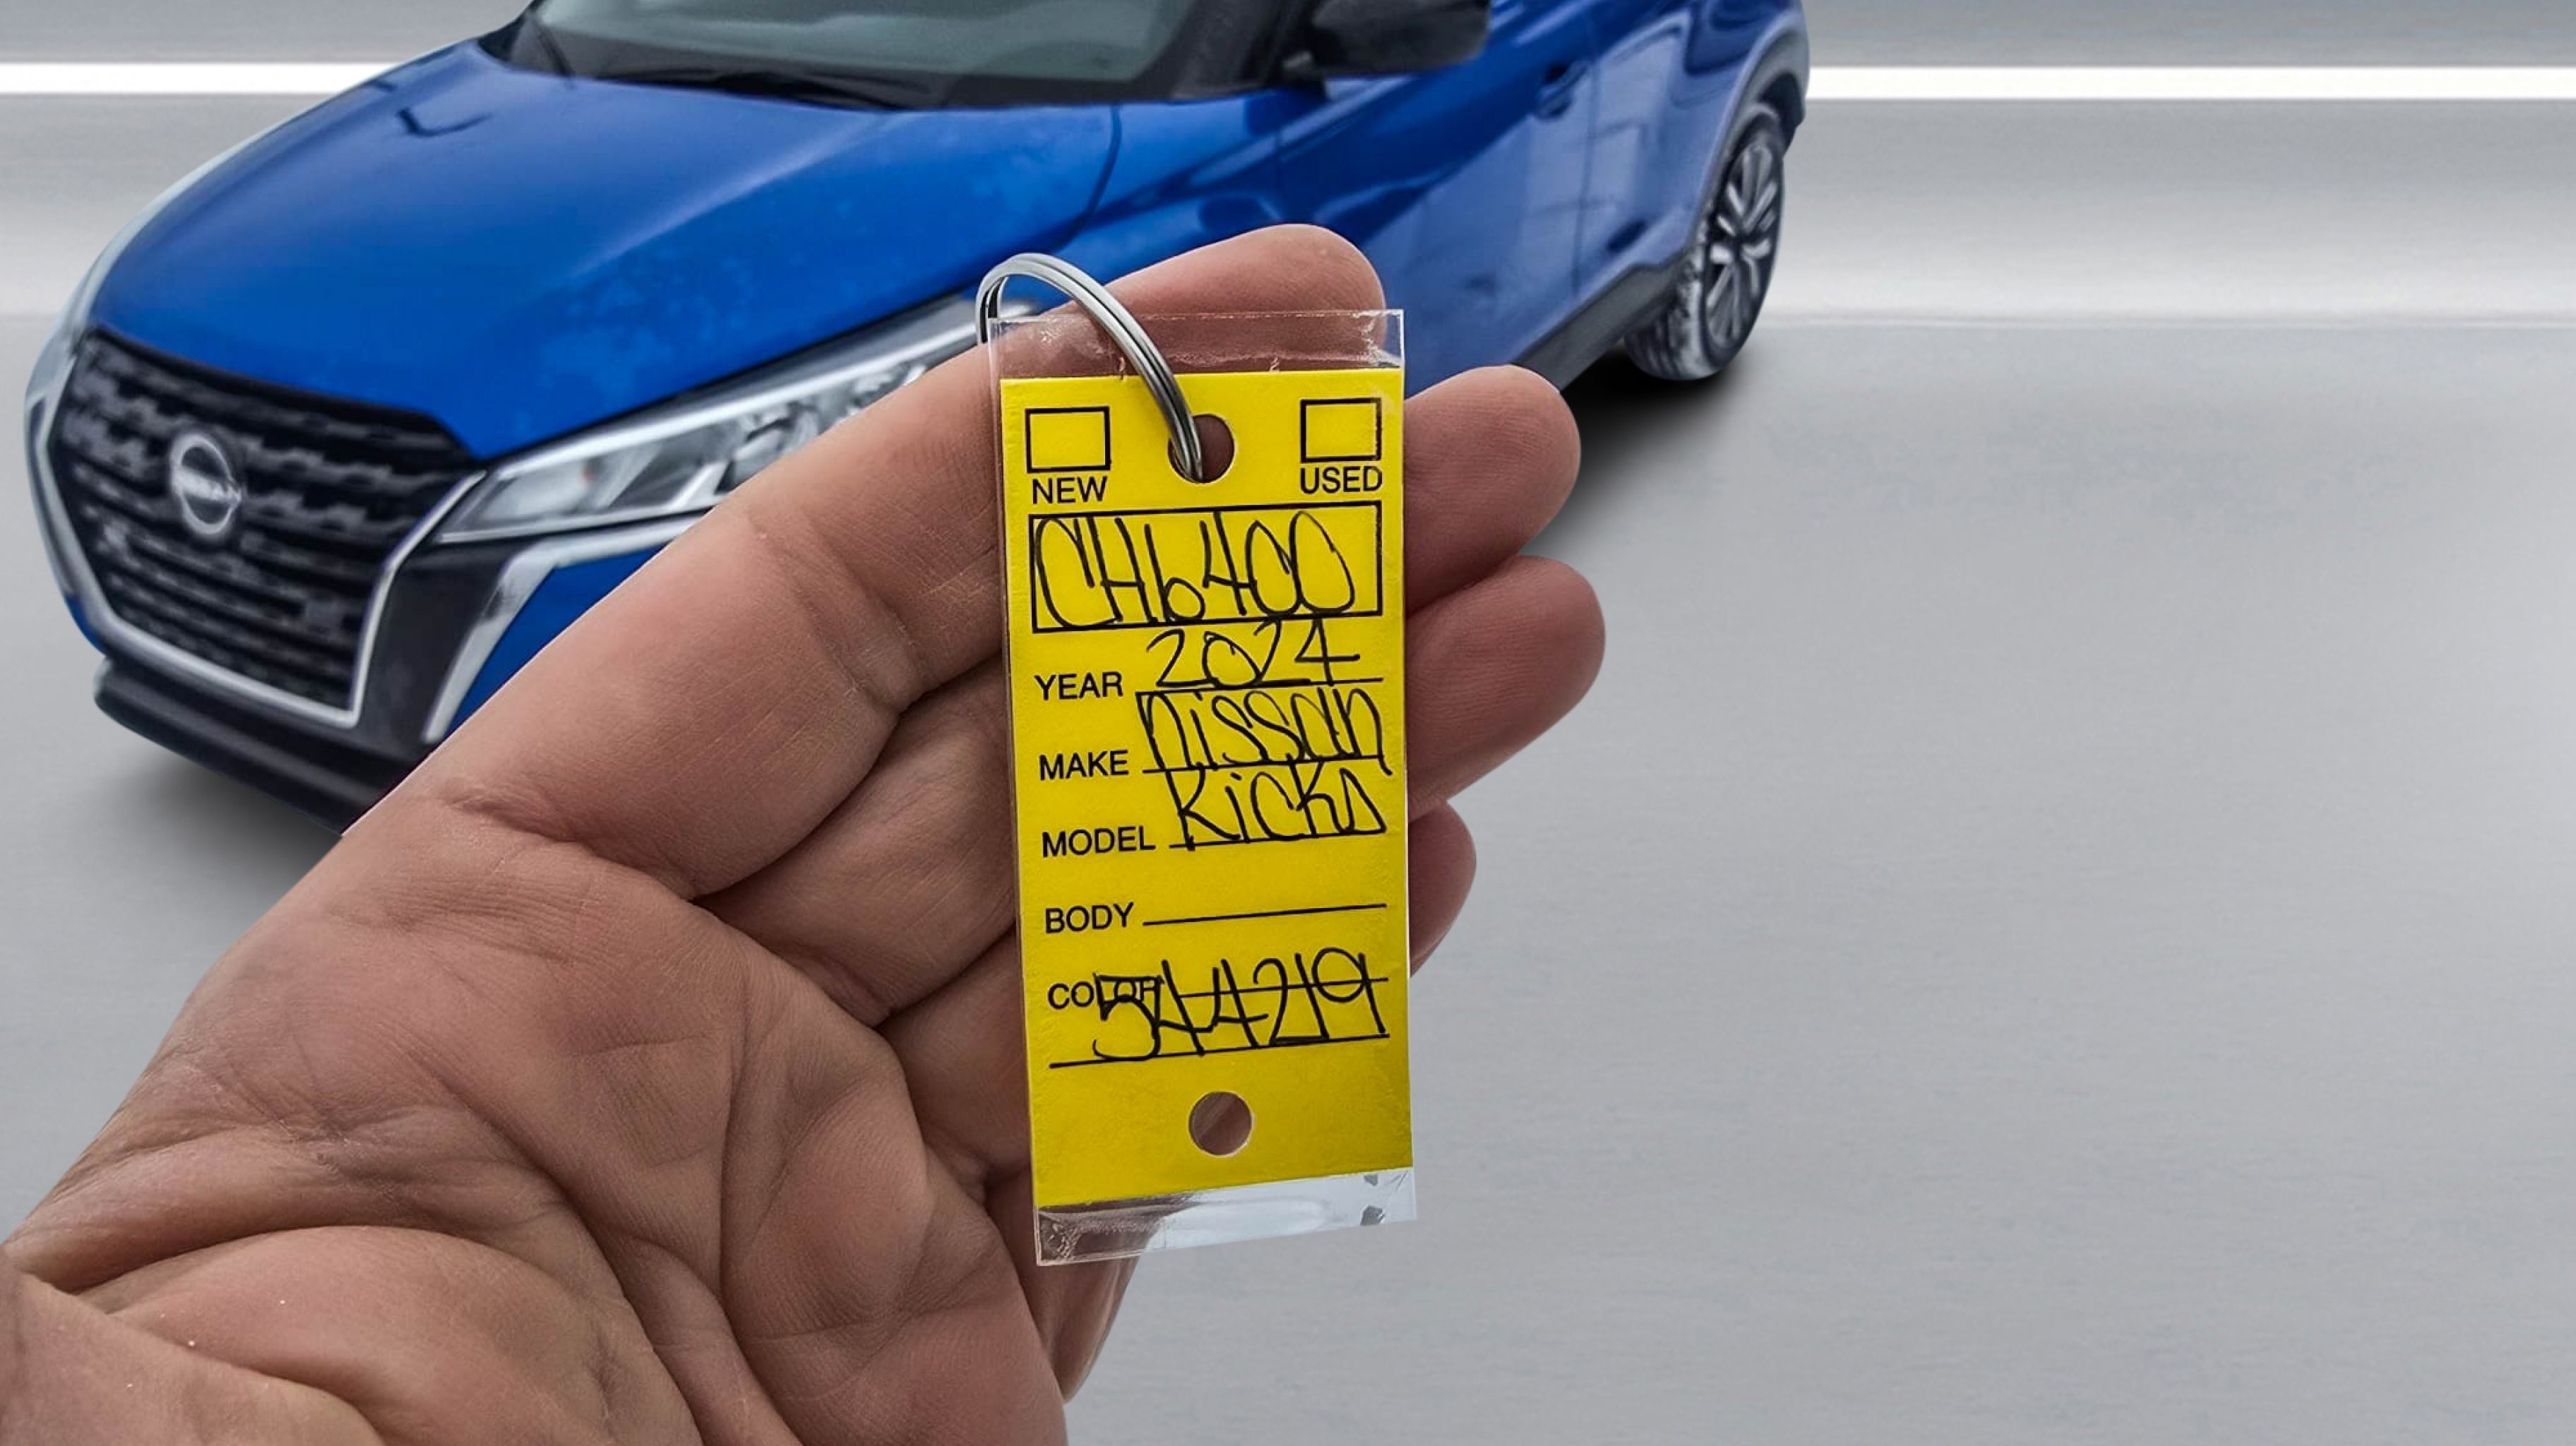 NEW USED
CH6400
YEAR 2024
MAKE nissan
MODEL Kicks
BODY
COLOR
544219